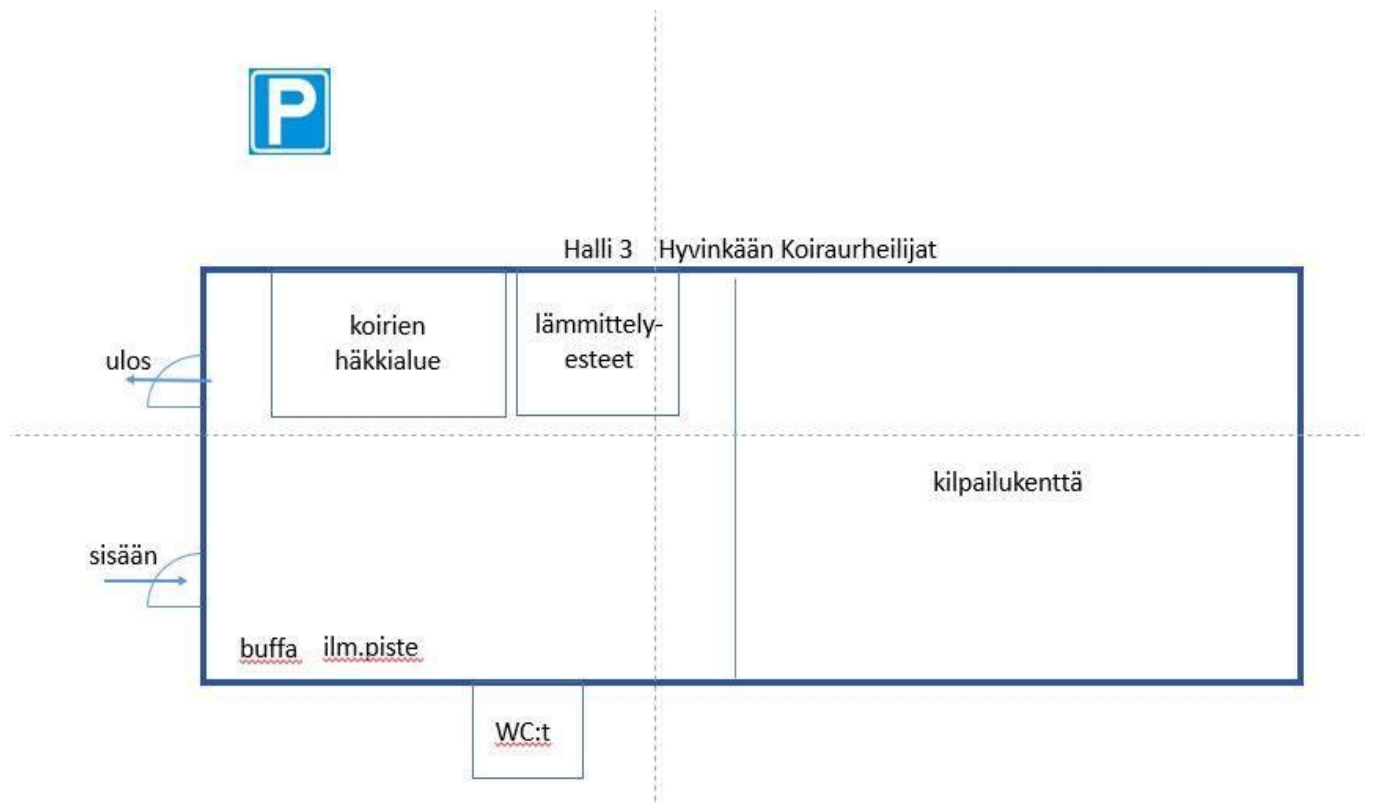 P
Halli 3 Hyvinkään Koiraurheilijat
koirien
häkkialue
lämmittely-
esteet
ulos
kilpailukenttä
sisään
buffa ilm.piste
WC:t